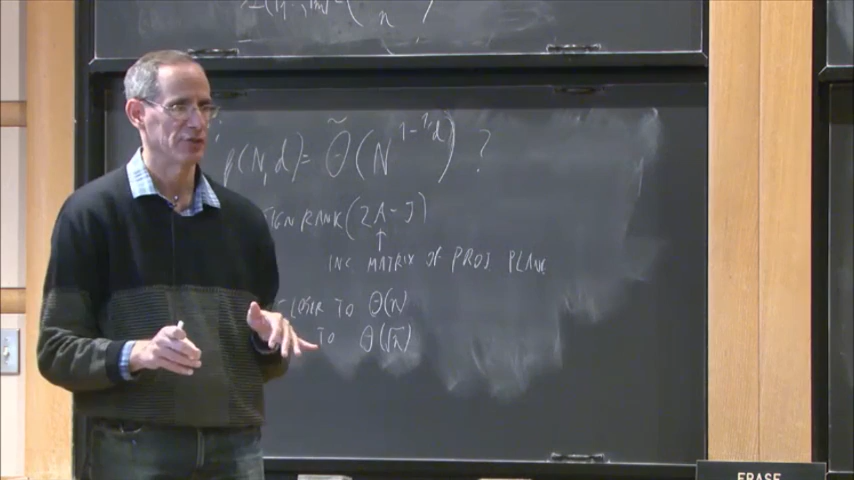 n
p(N,d) = Θ̃(N^{1-1/d}) ?
SIGN RANK(2A-J)
↑
INC MATRIX OF PROJ PLANE
CLOSER TO Θ(N)
TO Θ(√N)
ERASE